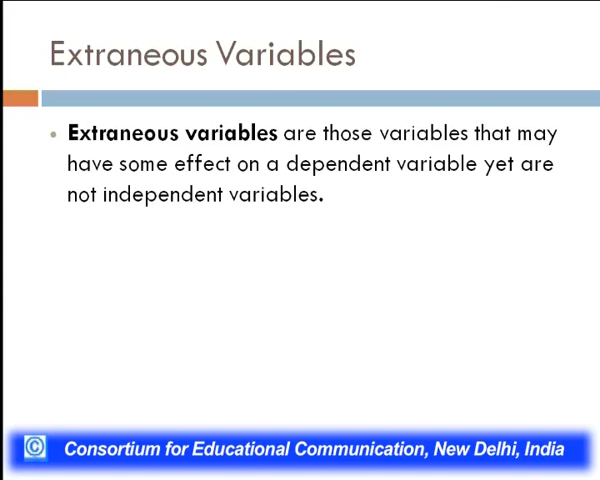 Extraneous Variables
• Extraneous variables are those variables that may
have some effect on a dependent variable yet are
not independent variables.
© Consortium for Educational Communication, New Delhi, India